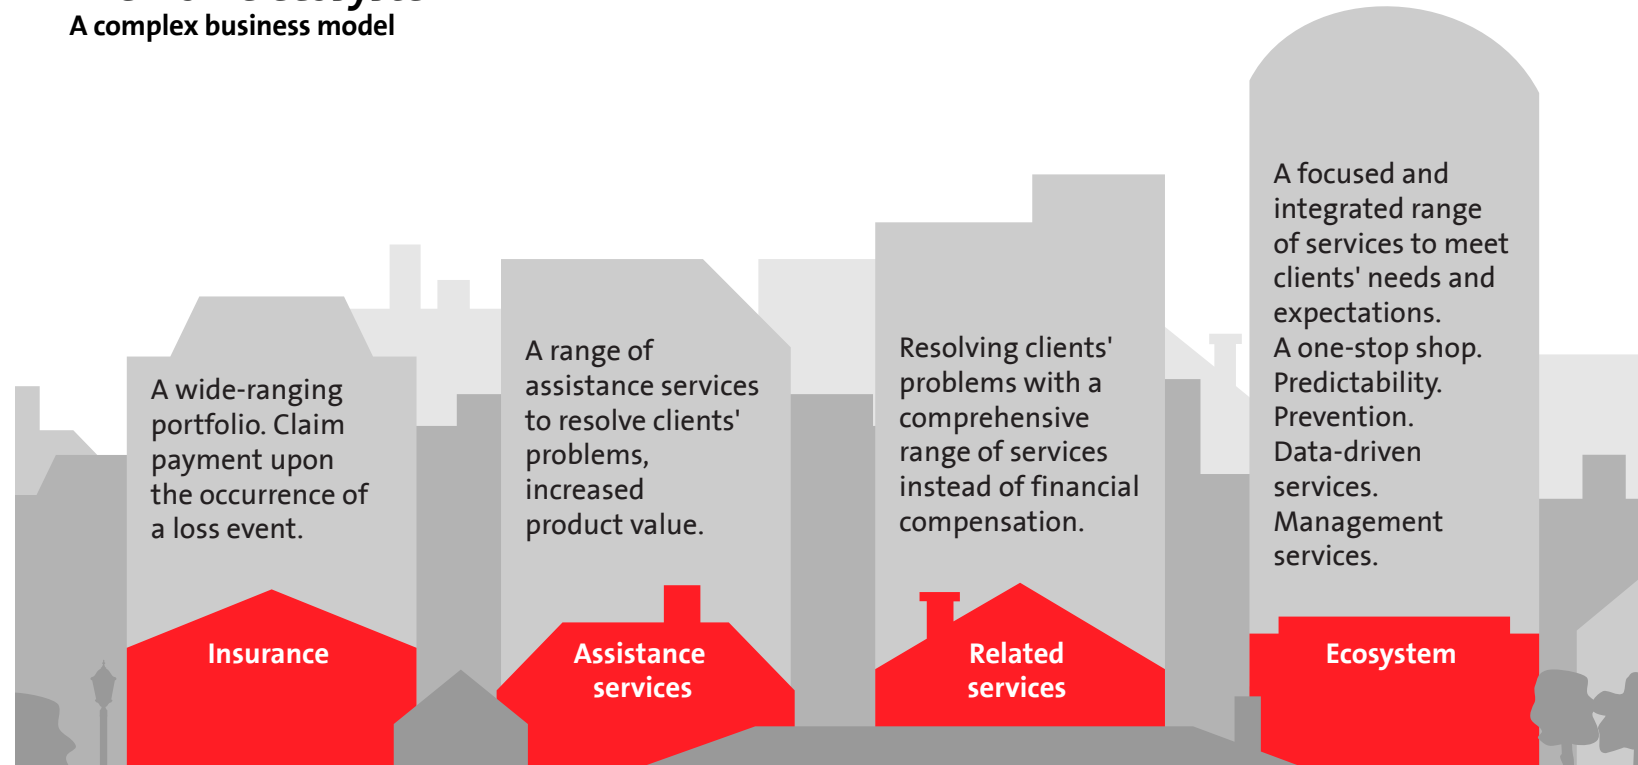 A complex business model
A wide-ranging
portfolio. Claim
payment upon
the occurrence of
a loss event.
Insurance
A range of
assistance services
to resolve clients'
problems,
increased
product value.
Assistance
services
Resolving clients'
problems with a
comprehensive
range of services
instead of financial
compensation.
Related
services
A focused and
integrated range
of services to meet
clients' needs and
expectations.
A one-stop shop.
Predictability.
Prevention.
Data-driven
services.
Management
services.
Ecosystem